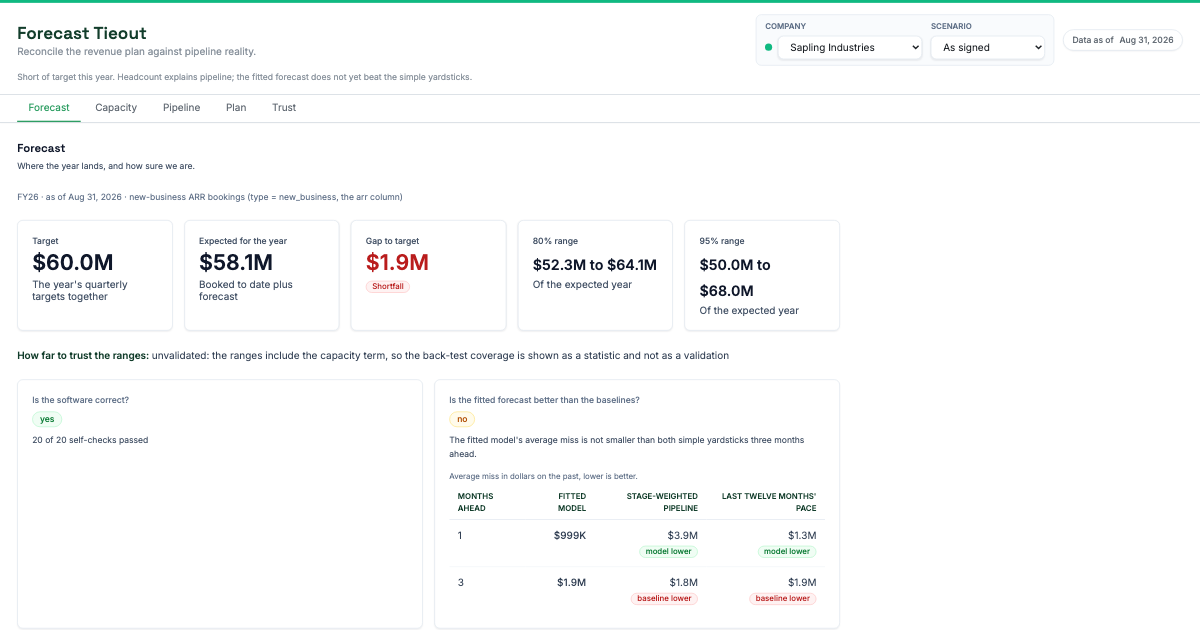 Forecast Tieout
Reconcile the revenue plan against pipeline reality.
Short of target this year. Headcount explains pipeline; the fitted forecast does not yet beat the simple yardsticks.
COMPANY
Sapling Industries
SCENARIO
As signed
Data as of Aug 31, 2026
Forecast
Capacity
Pipeline
Plan
Trust
Forecast
Where the year lands, and how sure we are.
FY26 · as of Aug 31, 2026 · new-business ARR bookings (type = new_business, the arr column)
Target
$60.0M
The year's quarterly
targets together
Expected for the year
$58.1M
Booked to date plus
forecast
Gap to target
$1.9M
Shortfall
80% range
$52.3M to $64.1M
Of the expected year
95% range
$50.0M to
$68.0M
Of the expected year
How far to trust the ranges: unvalidated: the ranges include the capacity term, so the back-test coverage is shown as a statistic and not as a validation
Is the software correct?
yes
20 of 20 self-checks passed
Is the fitted forecast better than the baselines?
no
The fitted model's average miss is not smaller than both simple yardsticks three months
ahead.
Average miss in dollars on the past, lower is better.
MONTHS
AHEAD
FITTED
MODEL
STAGE-WEIGHTED
PIPELINE
LAST TWELVE MONTHS'
PACE
1
$999K
$3.9M
model lower
$1.3M
model lower
3
$1.9M
$1.8M
baseline lower
$1.9M
baseline lower